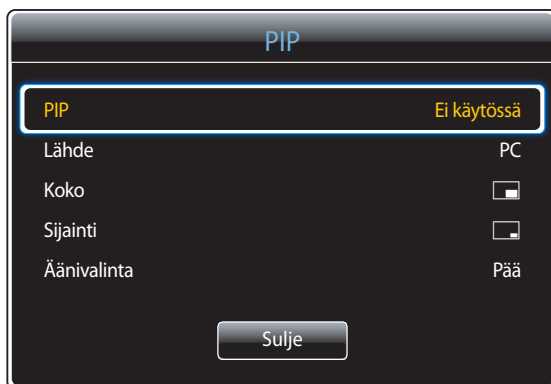 PIP
PIP Ei käytössä
Lähde PC
Koko
Sijainti
Äänivalinta Pää
Sulje